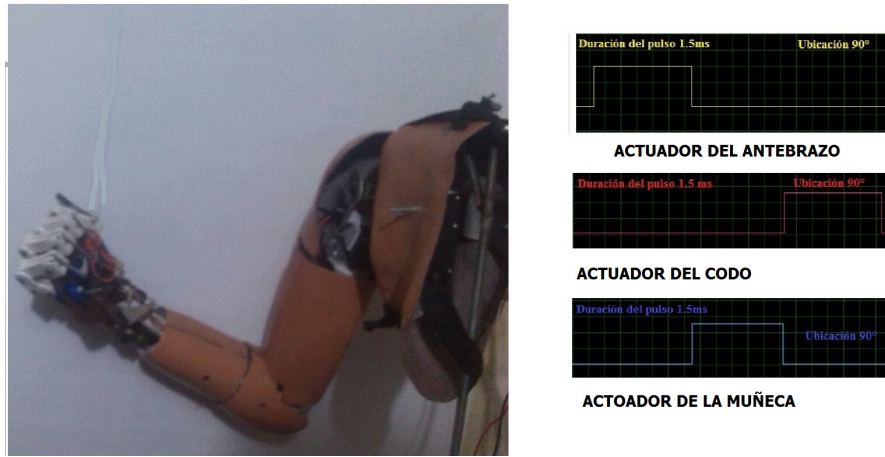 Duración del pulso 1.5ms Ubicación 90°
ACTUADOR DEL ANTEBRAZO
Duración del pulso 1.5 ms Ubicación 90°
ACTUADOR DEL CODO
Duración del pulso 1.5ms
Ubicación 90°
ACTOADOR DE LA MUÑECA